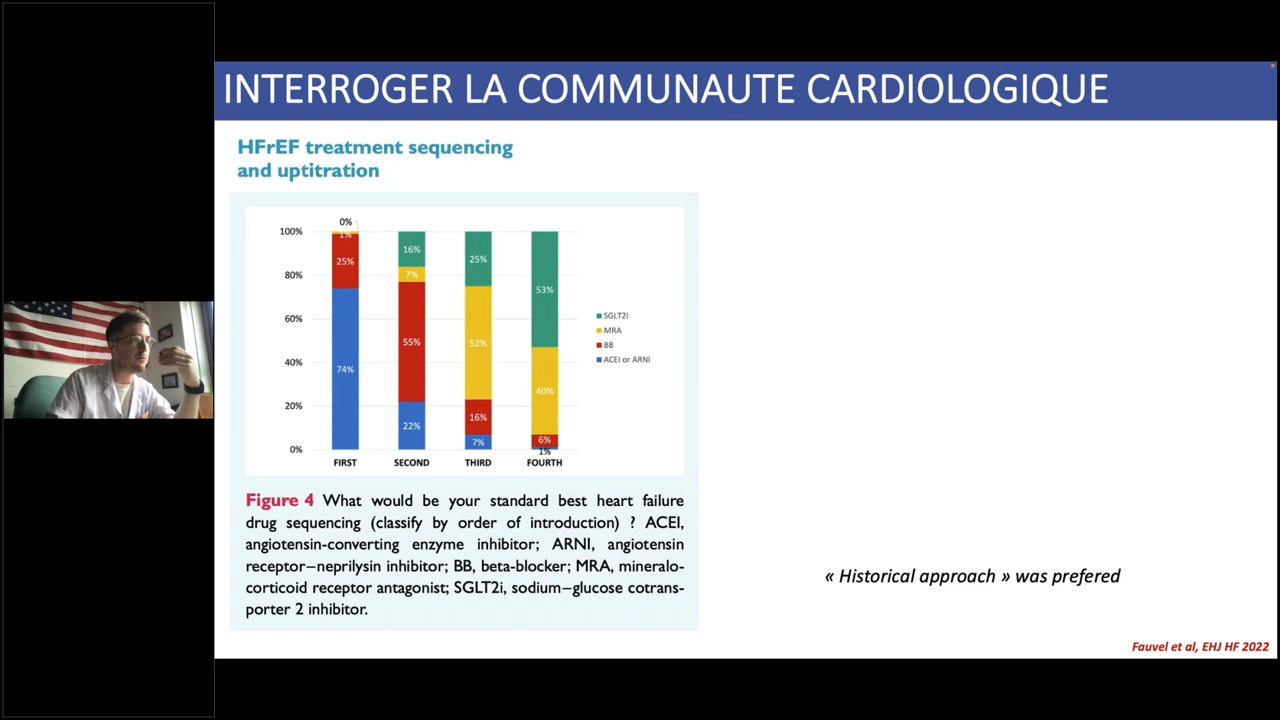 INTERROGER LA COMMUNAUTE CARDIOLOGIQUE
HFrEF treatment sequencing
and uptitration
0%
100%
80%
60%
40%
20%
0%
1%
25%
74%
16%
7%
55%
22%
25%
52%
16%
7%
53%
40%
6%
1%
FIRST
SECOND
THIRD
FOURTH
SGLT2i
MRA
BB
ACEI or ARNI
Figure 4 What would be your standard best heart failure
drug sequencing (classify by order of introduction) ? ACEI,
angiotensin-converting enzyme inhibitor; ARNI, angiotensin
receptor–neprilysin inhibitor; BB, beta-blocker; MRA, mineralo-
corticoid receptor antagonist; SGLT2i, sodium–glucose cotrans-
porter 2 inhibitor.
« Historical approach » was prefered
Fauvel et al, EHJ HF 2022